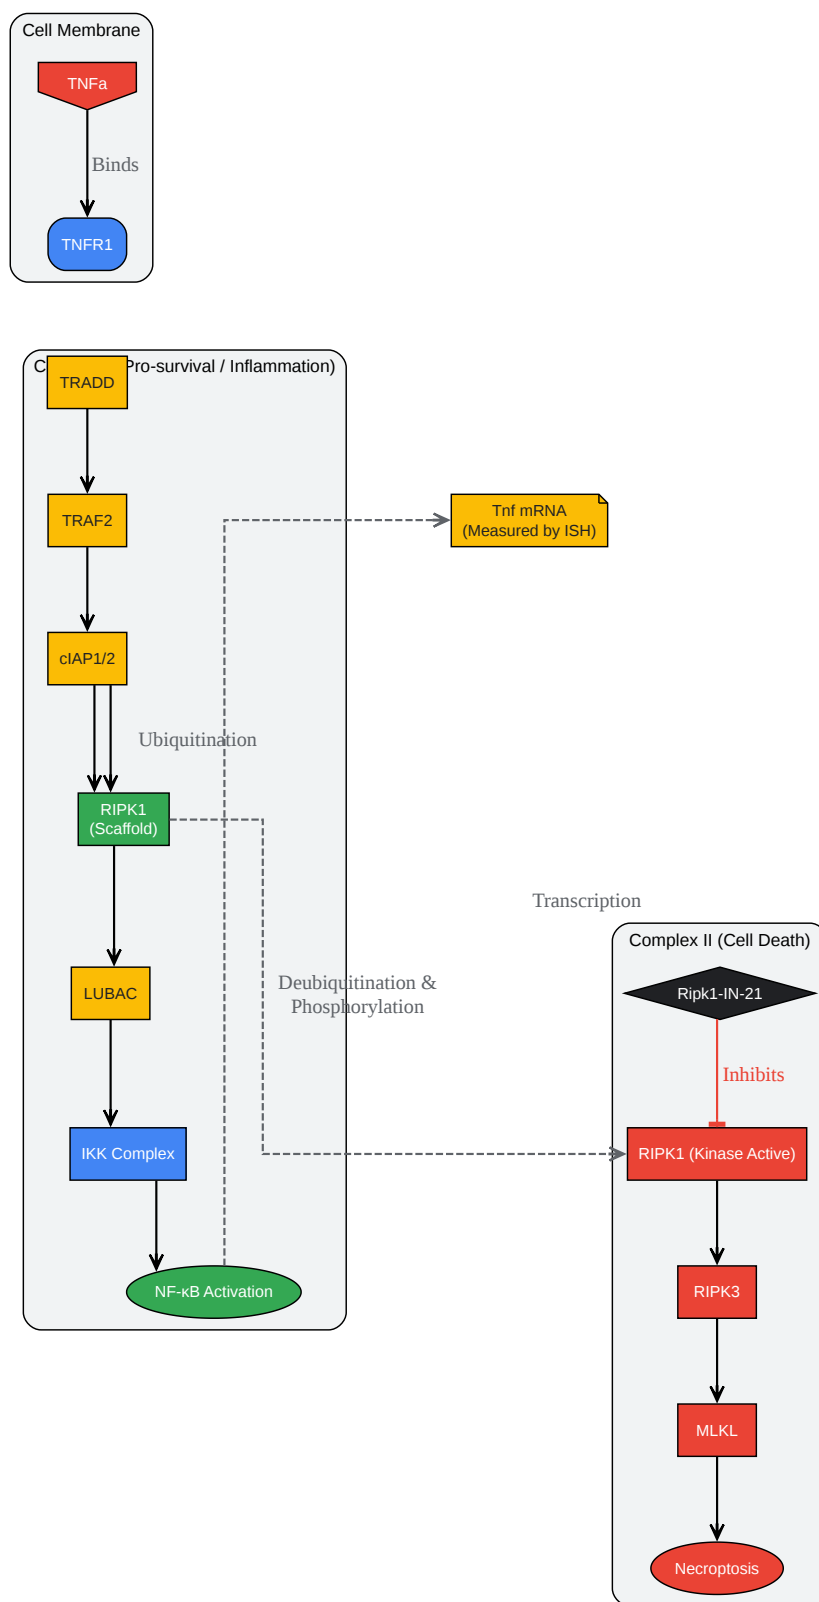 Cell Membrane
TNFa
Binds
TNFR1
Pro-survival / Inflammation)
TRADD
TRAF2
Tnf mRNA
(Measured by ISH)
cIAP1/2
Ubiquitination
RIPK1
(Scaffold)
Transcription
Complex II (Cell Death)
LUBAC
Deubiquitination &
Phosphorylation
Ripk1-IN-21
Inhibits
IKK Complex
RIPK1 (Kinase Active)
NF-κB Activation
RIPK3
MLKL
Necroptosis